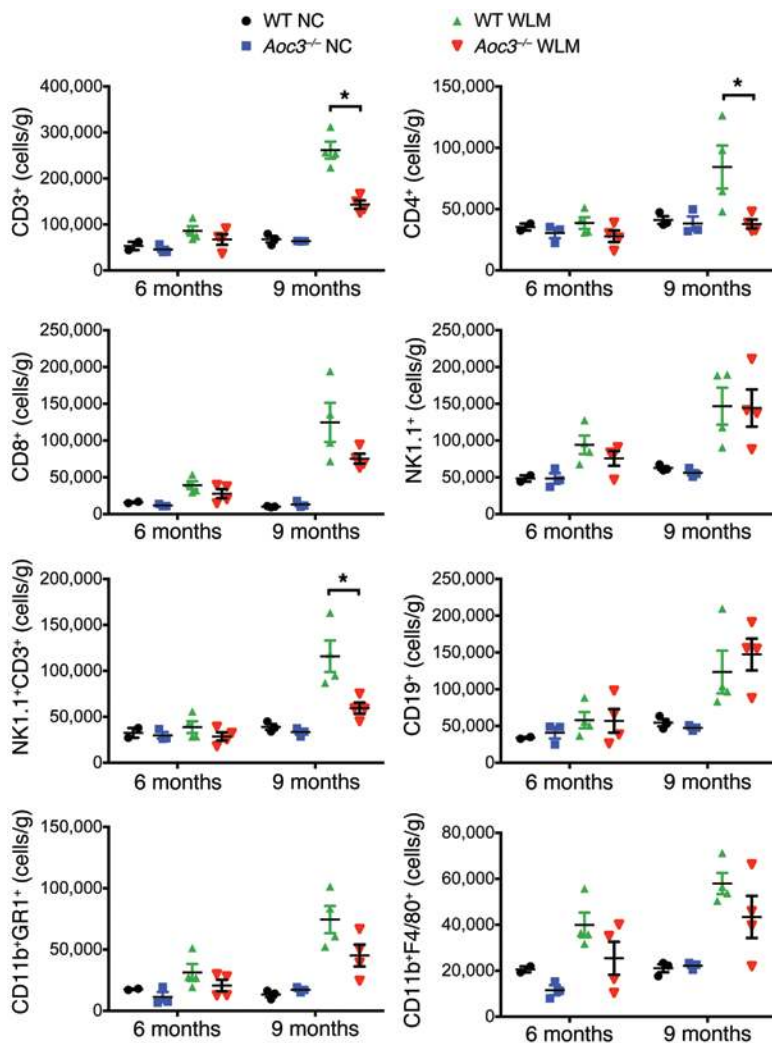 WT NC
WT WLM
Aoc3–/– NC
Aoc3–/– WLM
CD3+ (cells/g)
400,000
300,000
200,000
100,000
0
*
6 months
9 months
CD4+ (cells/g)
150,000
100,000
50,000
0
*
6 months
9 months
CD8+ (cells/g)
250,000
200,000
150,000
100,000
50,000
0
6 months
9 months
NK1.1+ (cells/g)
250,000
200,000
150,000
100,000
50,000
0
6 months
9 months
NK1.1+CD3+ (cells/g)
200,000
150,000
100,000
50,000
0
*
6 months
9 months
CD19+ (cells/g)
250,000
200,000
150,000
100,000
50,000
0
6 months
9 months
CD11b+GR1+ (cells/g)
150,000
100,000
50,000
0
6 months
9 months
CD11b+F4/80+ (cells/g)
80,000
60,000
40,000
20,000
0
6 months
9 months